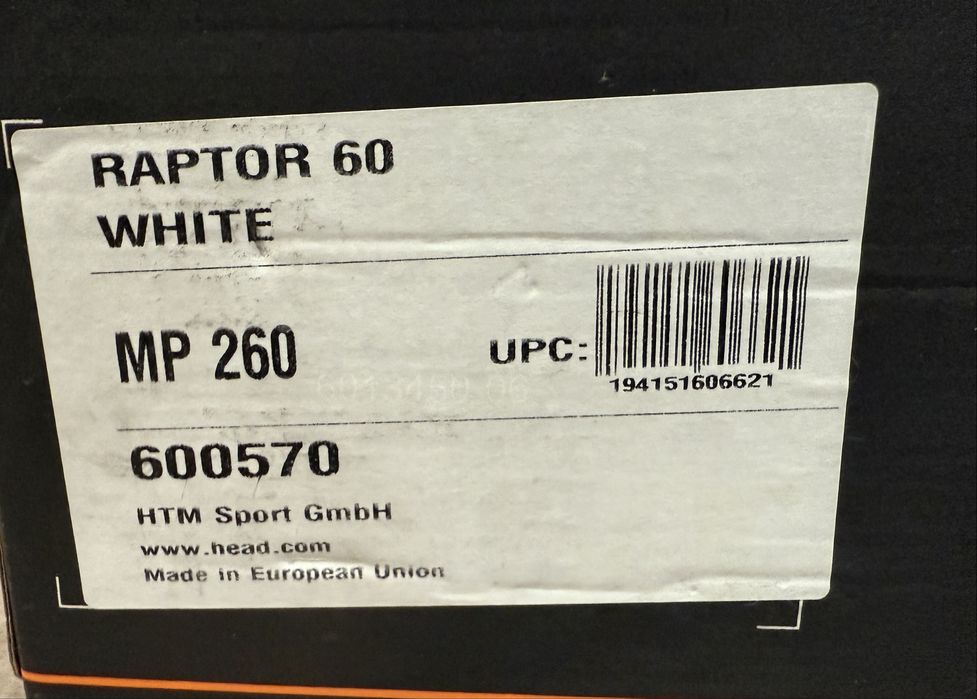 RAPTOR 60
WHITE
MP 260
UPC:
194151606621
600570
HTM Sport GmbH
www.head.com
Made in European Union